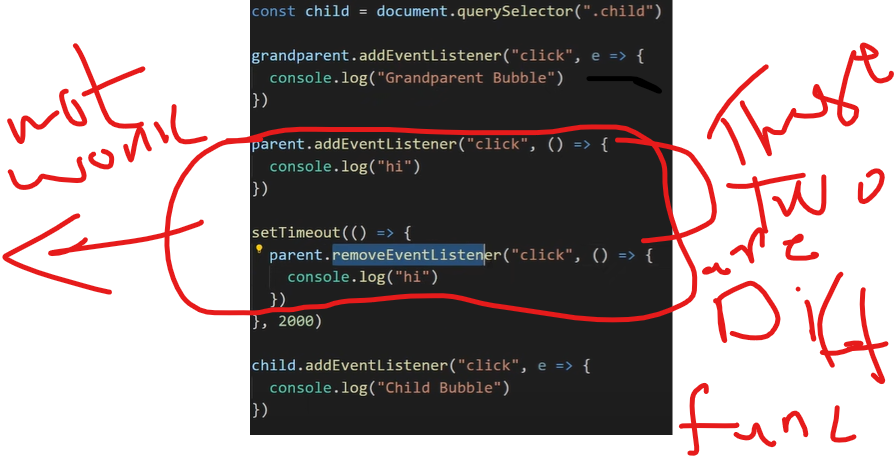 const child = document.querySelector(".child")
grandparent.addEventListener("click", e => {
console.log("Grandparent Bubble")
})
parent.addEventListener("click", () => {
console.log("hi")
})
setTimeout(() => {
parent.removeEventListener("click", () => {
console.log("hi")
})
}, 2000)
child.addEventListener("click", e => {
console.log("Child Bubble")
})
not
work
These
Two
are
Diff
func